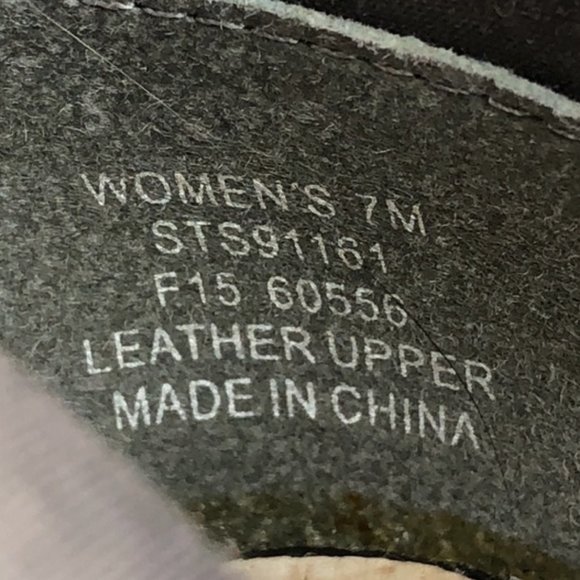 WOMEN'S 7M
STS91161
F15 60556
LEATHER UPPER
MADE IN CHINA